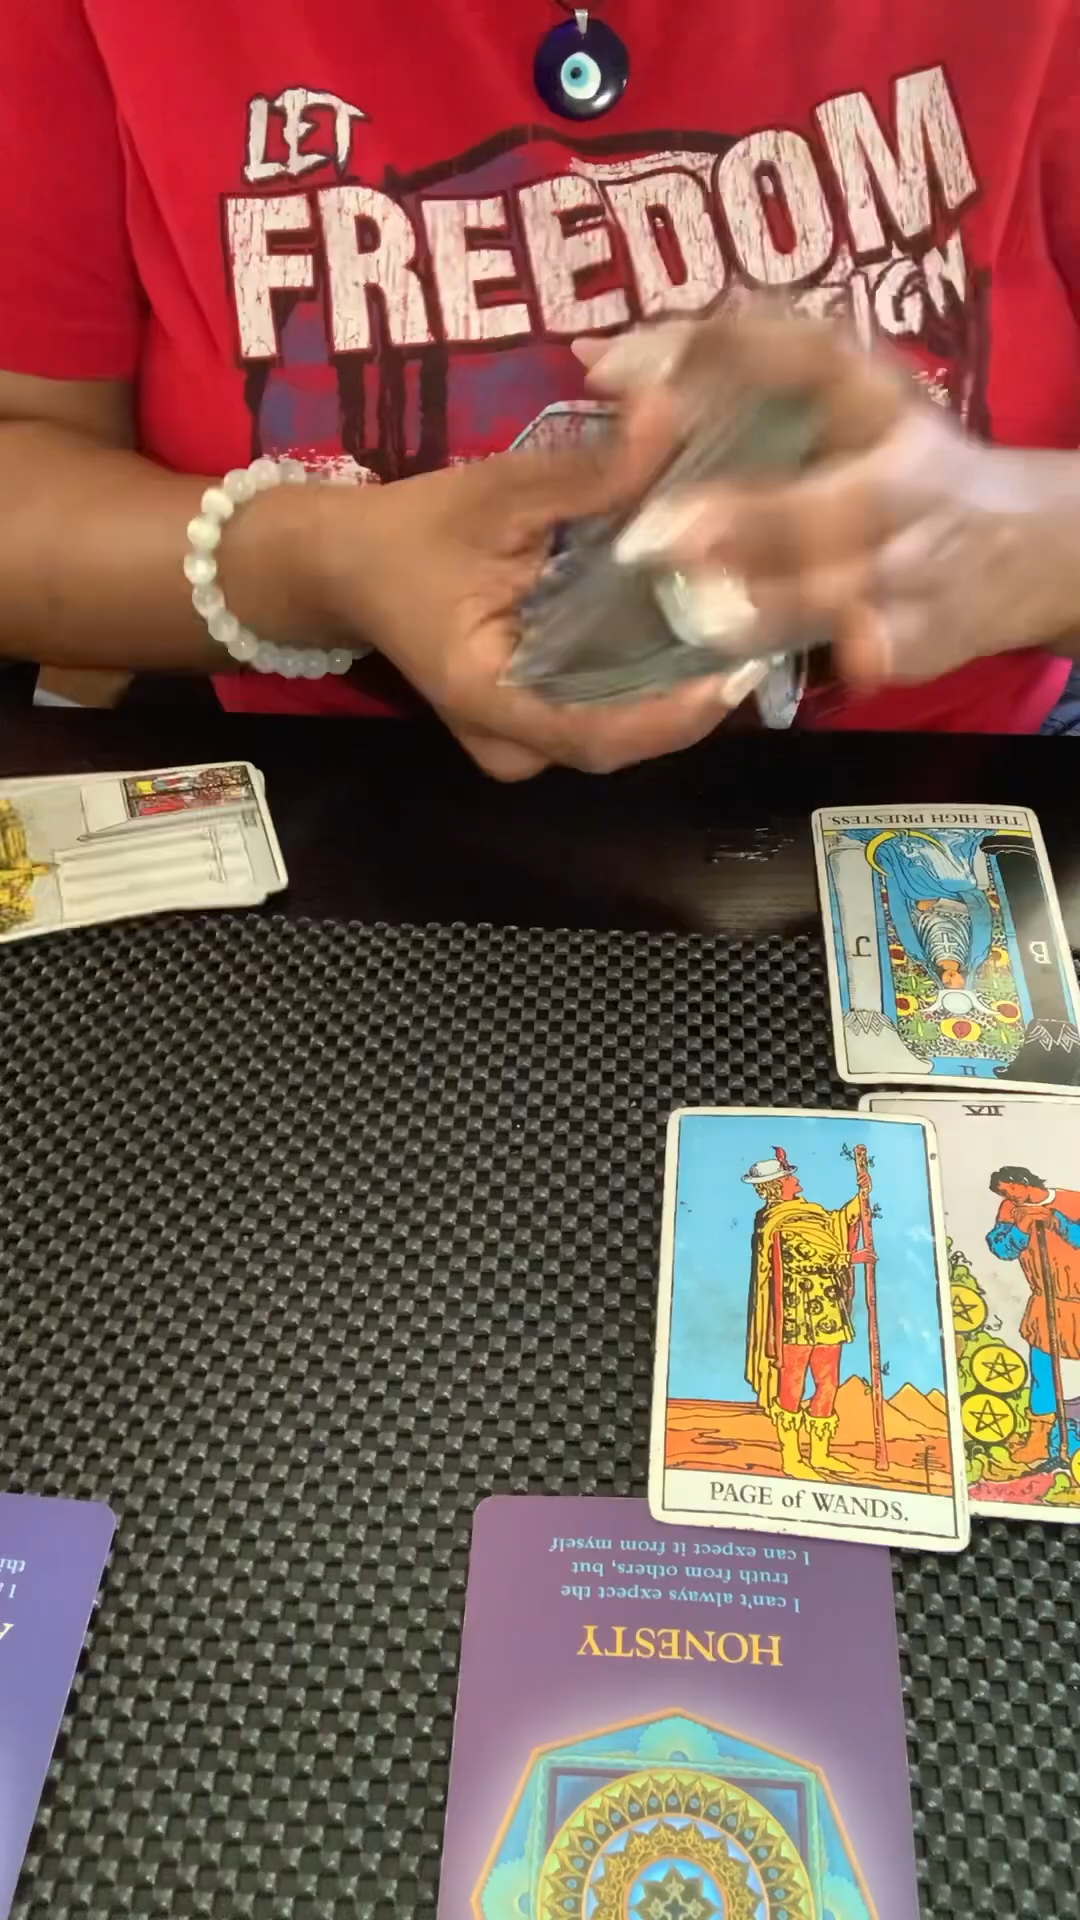 LET
FREEDOM
THE HIGH PRIESTESS.
J
B
II
VII
PAGE of WANDS.
I can't always expect the
truth from others, but
I can expect it from myself
HONESTY